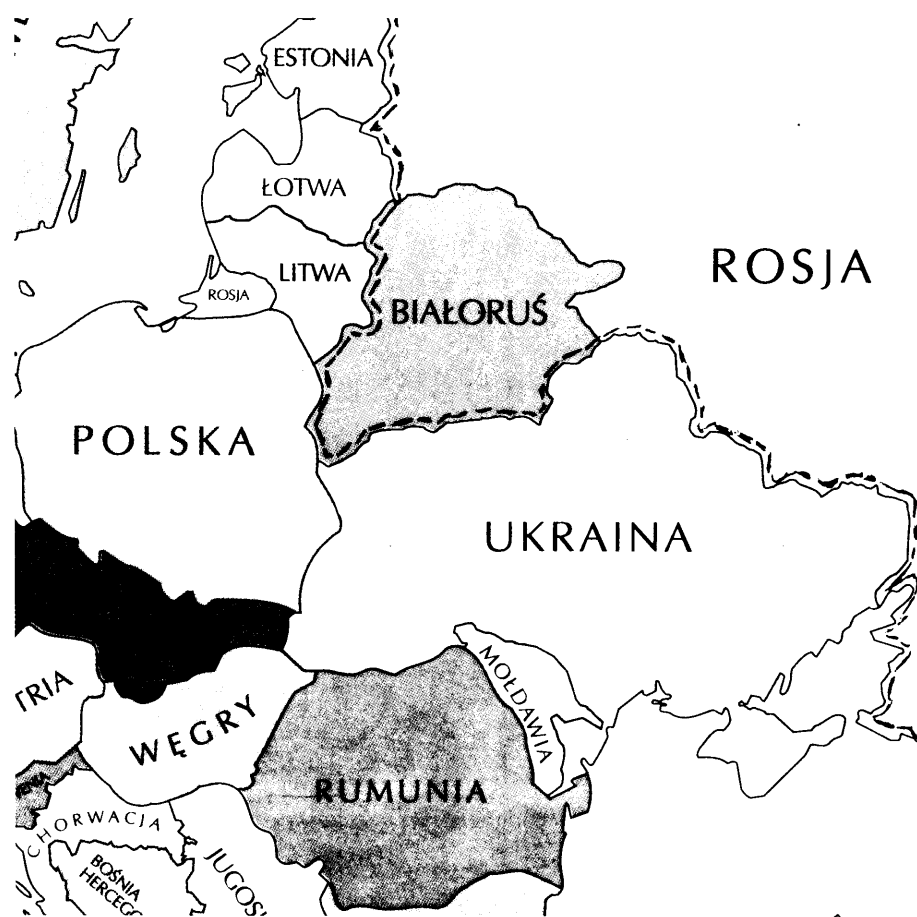 ESTONIA
ŁOTWA
LITWA
ROSJA
ROSJA
BIAŁORUŚ
POLSKA
UKRAINA
MOŁDAWIA
TRIA
WĘGRY
RUMUNIA
CHORWACJA
BOŚNIA
HERCEG
JUGOS